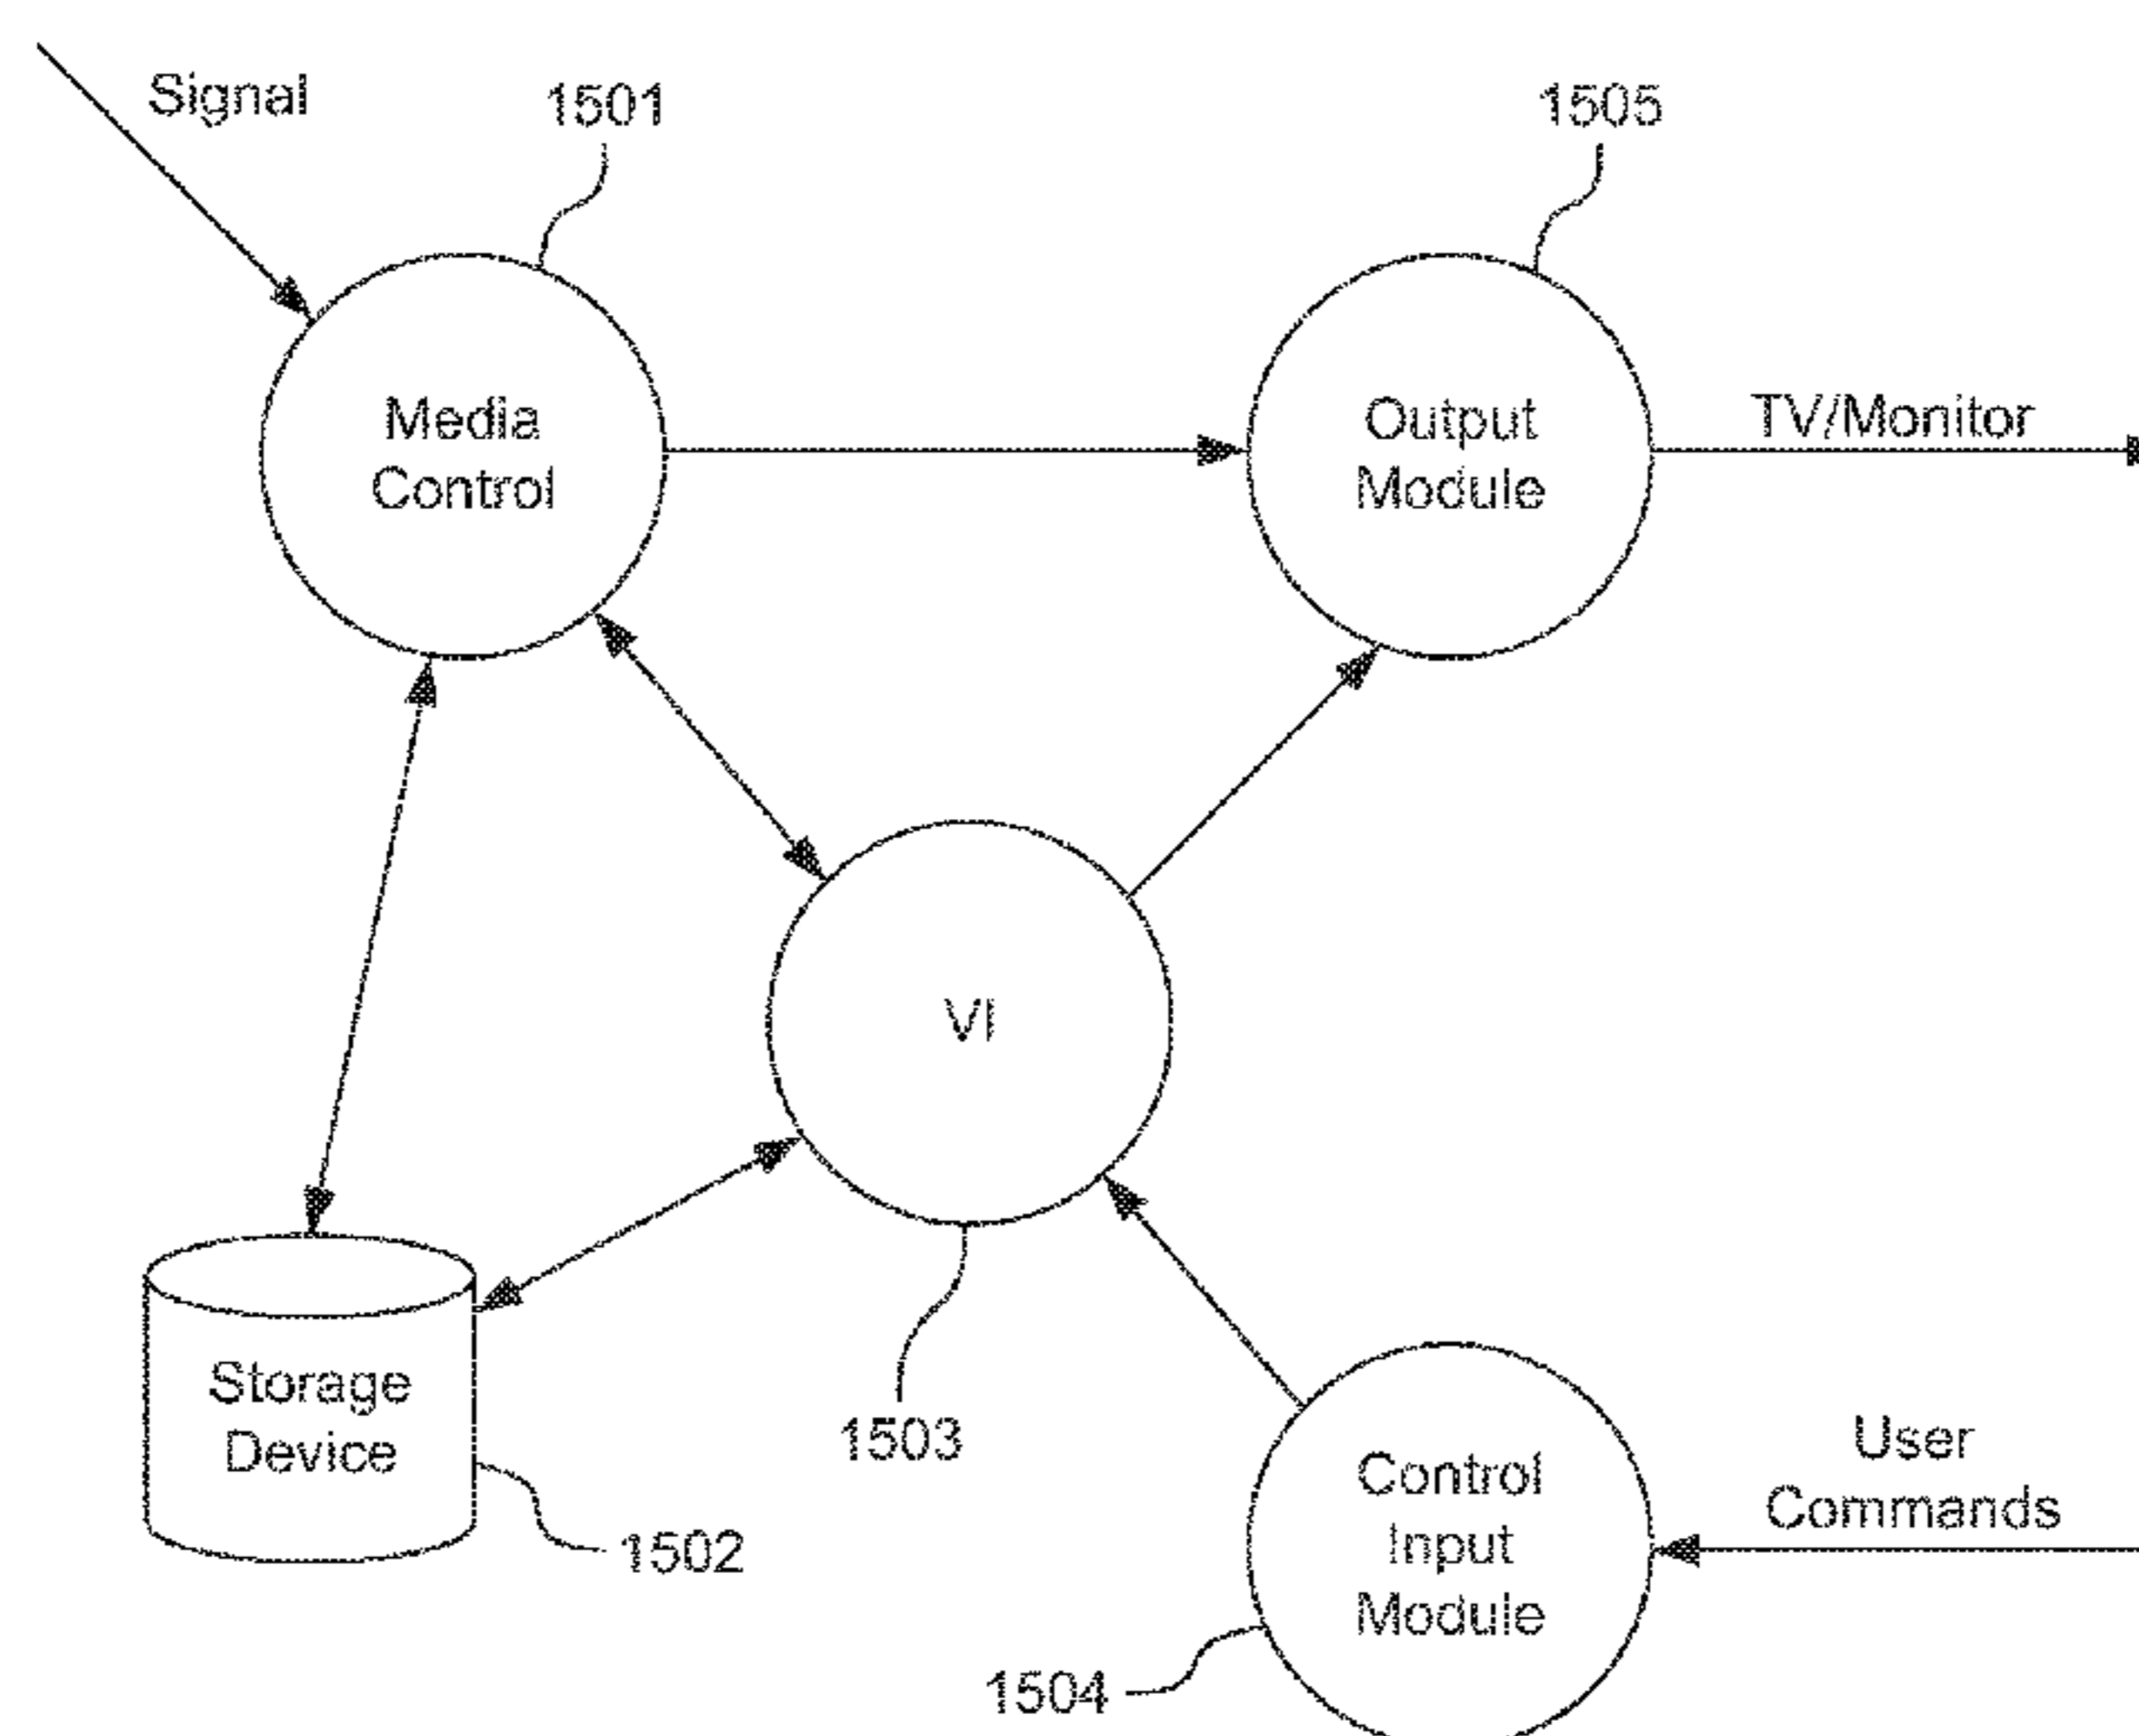 Signal
1501
1505
Media
Control
Output
Module
TV/Monitor
VI
Storage
Device
1503
1502
Control
Input
Module
User
Commands
1504